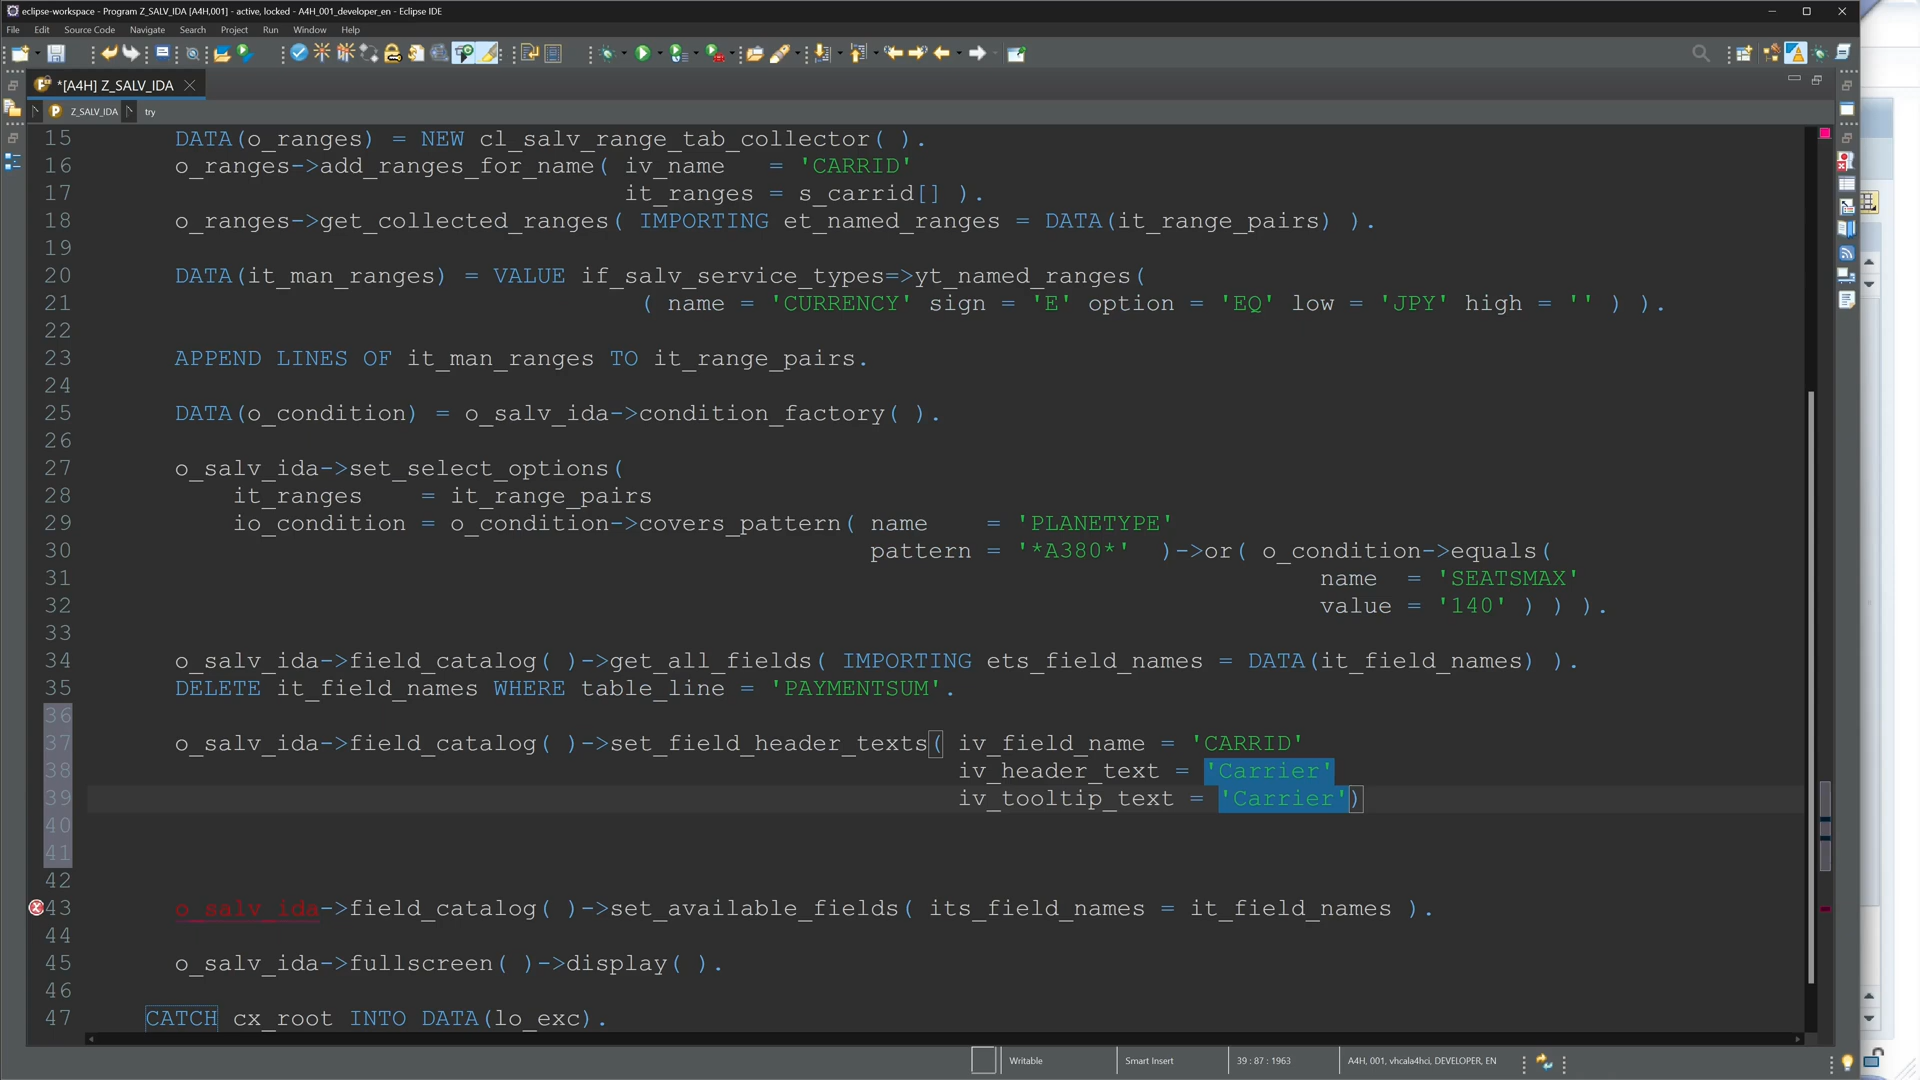 eclipse-workspace - Program Z_SALV_IDA [A4H,001] - active, locked - A4H_001_developer_en - Eclipse IDE
File Edit Source Code Navigate Search Project Run Window Help
*[A4H] Z_SALV_IDA
Z_SALV_IDA try
15 DATA(o_ranges) = NEW cl_salv_range_tab_collector( ).
16 o_ranges->add_ranges_for_name( iv_name = 'CARRID'
17 it_ranges = s_carrid[] ).
18 o_ranges->get_collected_ranges( IMPORTING et_named_ranges = DATA(it_range_pairs) ).
19
20 DATA(it_man_ranges) = VALUE if_salv_service_types=>yt_named_ranges(
21 ( name = 'CURRENCY' sign = 'E' option = 'EQ' low = 'JPY' high = '' ) ).
22
23 APPEND LINES OF it_man_ranges TO it_range_pairs.
24
25 DATA(o_condition) = o_salv_ida->condition_factory( ).
26
27 o_salv_ida->set_select_options(
28 it_ranges = it_range_pairs
29 io_condition = o_condition->covers_pattern( name = 'PLANETYPE'
30 pattern = '*A380*' )->or( o_condition->equals(
31 name = 'SEATSMAX'
32 value = '140' ) ) ).
33
34 o_salv_ida->field_catalog( )->get_all_fields( IMPORTING ets_field_names = DATA(it_field_names) ).
35 DELETE it_field_names WHERE table_line = 'PAYMENTSUM'.
36
37 o_salv_ida->field_catalog( )->set_field_header_texts( iv_field_name = 'CARRID'
38 iv_header_text = 'Carrier'
39 iv_tooltip_text = 'Carrier')
40
41
42
43 o_salv_ida->field_catalog( )->set_available_fields( its_field_names = it_field_names ).
44
45 o_salv_ida->fullscreen( )->display( ).
46
47 CATCH cx_root INTO DATA(lo_exc).
Writable Smart Insert 39 : 87 : 1963 A4H, 001, vhcala4hci, DEVELOPER, EN